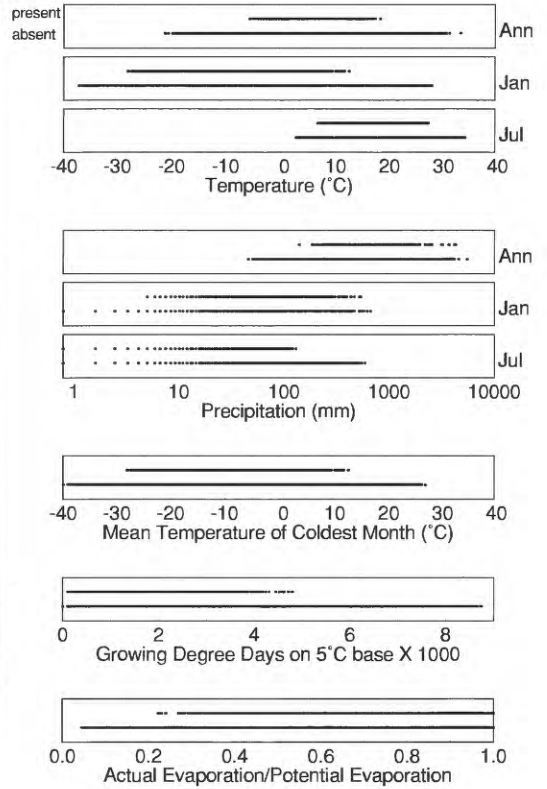 present
absent
Ann
Jan
Jul
-40 -30 -20 -10 0 10 20 30 40
Temperature (˚C)
Ann
Jan
Jul
1 10 100 1000 10000
Precipitation (mm)
-40 -30 -20 -10 0 10 26 30 40
Mean Temperature of Coldest Month (˚C)
0 2 4 6 8
Growing Degree Days on 5˚C base X 1000
0.0 0.2 0.4 0.6 0.8 1.0
Actual Evaporation/Potential Evaporation